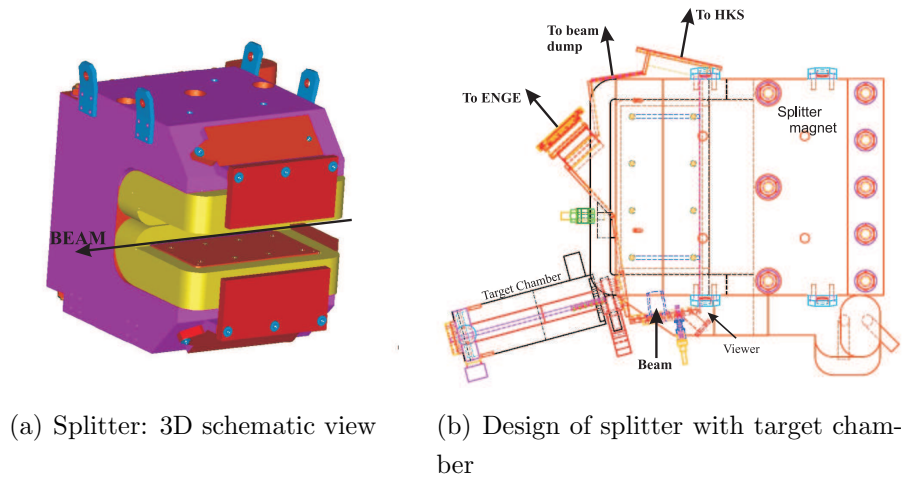 BEAM
To HKS
To beam
dump
To ENGE
Splitter
magnet
Target Chamber
Beam
Viewer
(a) Splitter: 3D schematic view
(b) Design of splitter with target cham-
ber